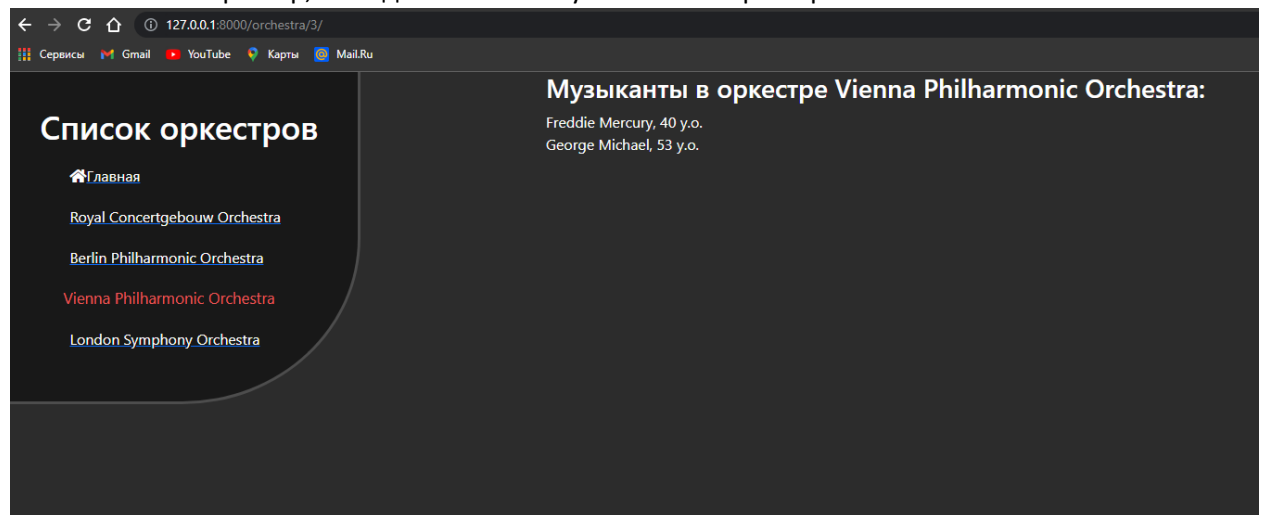 127.0.0.1:8000/orchestra/3/
Сервисы Gmail YouTube Карты Mail.Ru
Список оркестров
Главная
Royal Concertgebouw Orchestra
Berlin Philharmonic Orchestra
Vienna Philharmonic Orchestra
London Symphony Orchestra
Музыканты в оркестре Vienna Philharmonic Orchestra:
Freddie Mercury, 40 y.o.
George Michael, 53 y.o.